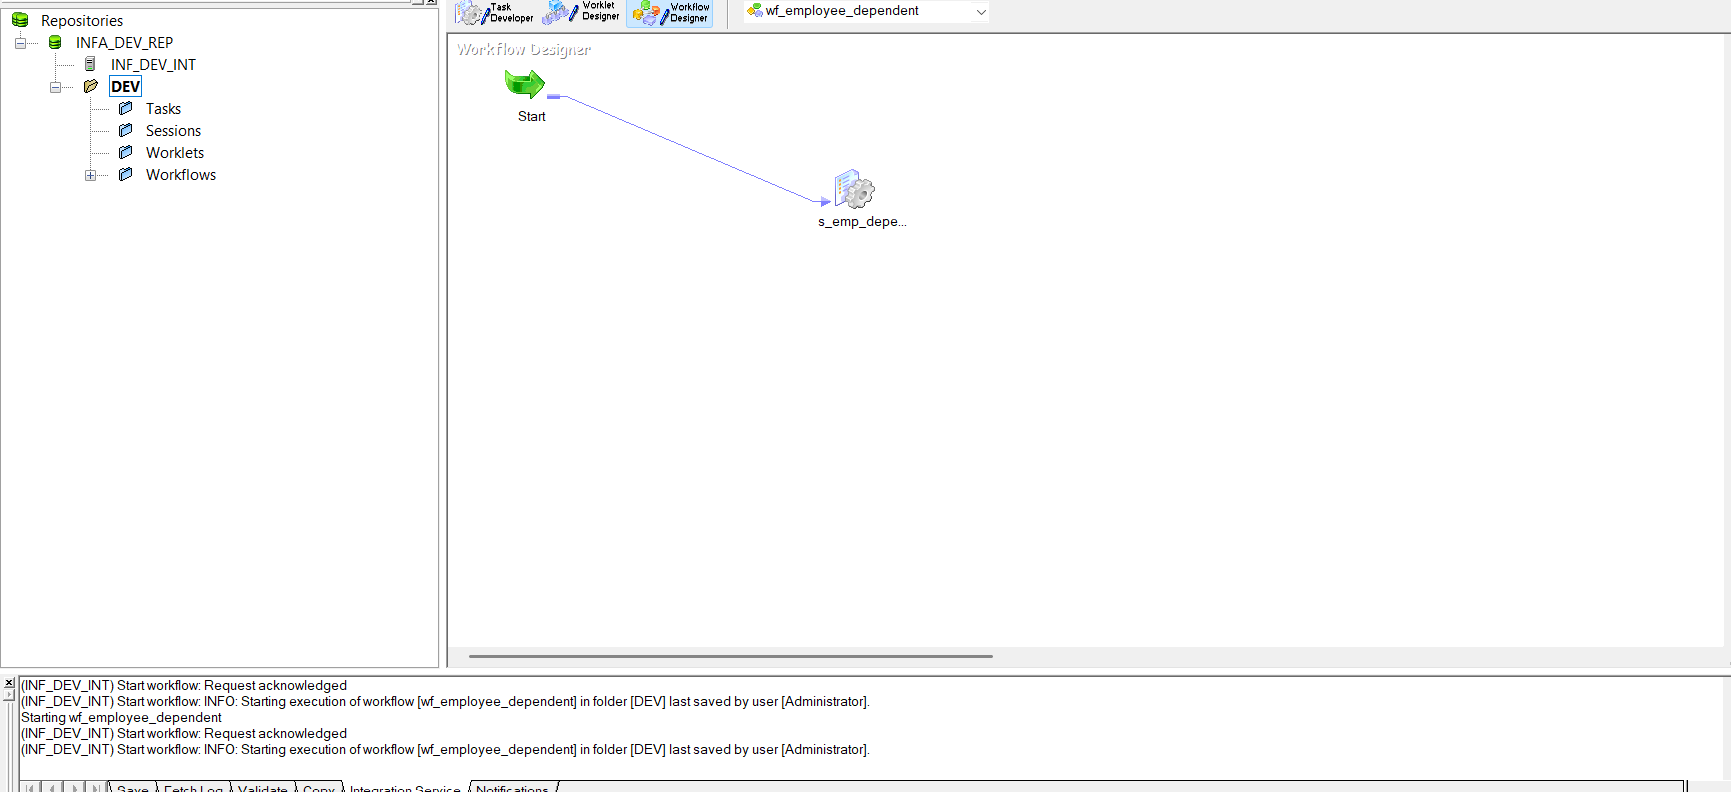 Repositories
INFA_DEV_REP
INF_DEV_INT
DEV
Tasks
Sessions
Worklets
Workflows
Task
Developer
Worklet
Designer
Workflow
Designer
wf_employee_dependent
Workflow Designer
Start
s_emp_depe...
(INF_DEV_INT) Start workflow: Request acknowledged
(INF_DEV_INT) Start workflow: INFO: Starting execution of workflow [wf_employee_dependent] in folder [DEV] last saved by user [Administrator].
Starting wf_employee_dependent
(INF_DEV_INT) Start workflow: Request acknowledged
(INF_DEV_INT) Start workflow: INFO: Starting execution of workflow [wf_employee_dependent] in folder [DEV] last saved by user [Administrator].
Save Fetch Log Validate Copy Integration Service Notifications